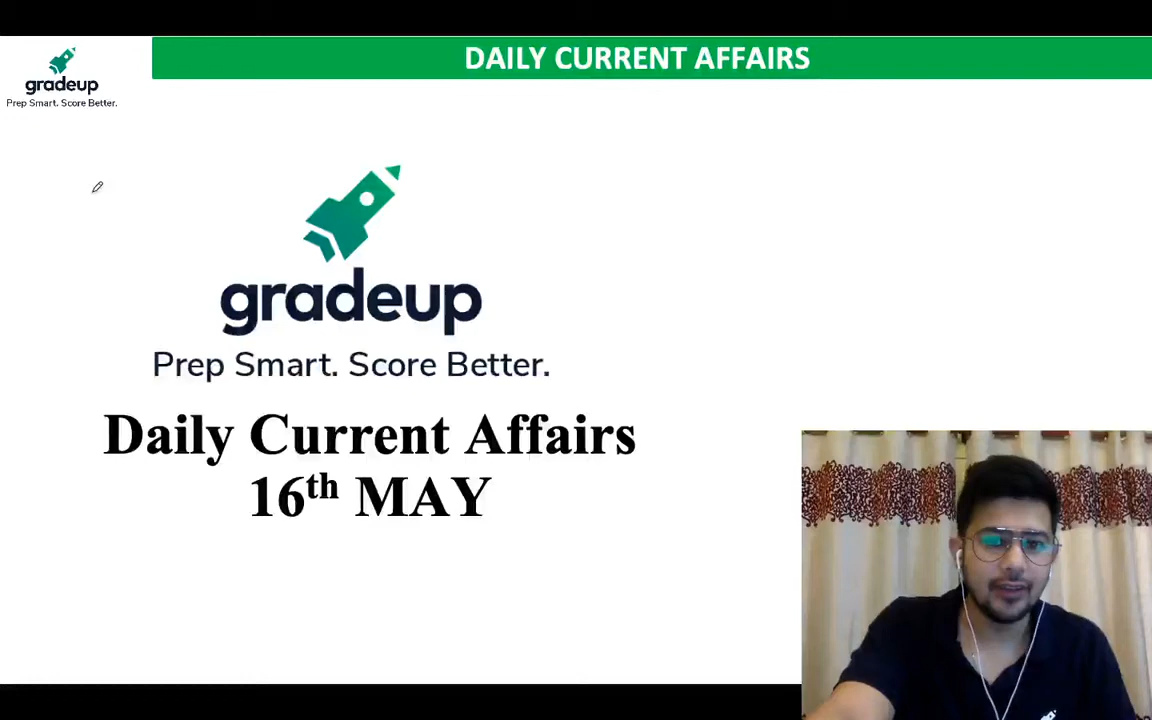 DAILY CURRENT AFFAIRS
gradeup
Prep Smart. Score Better.
gradeup
Prep Smart. Score Better.
Daily Current Affairs
16th MAY